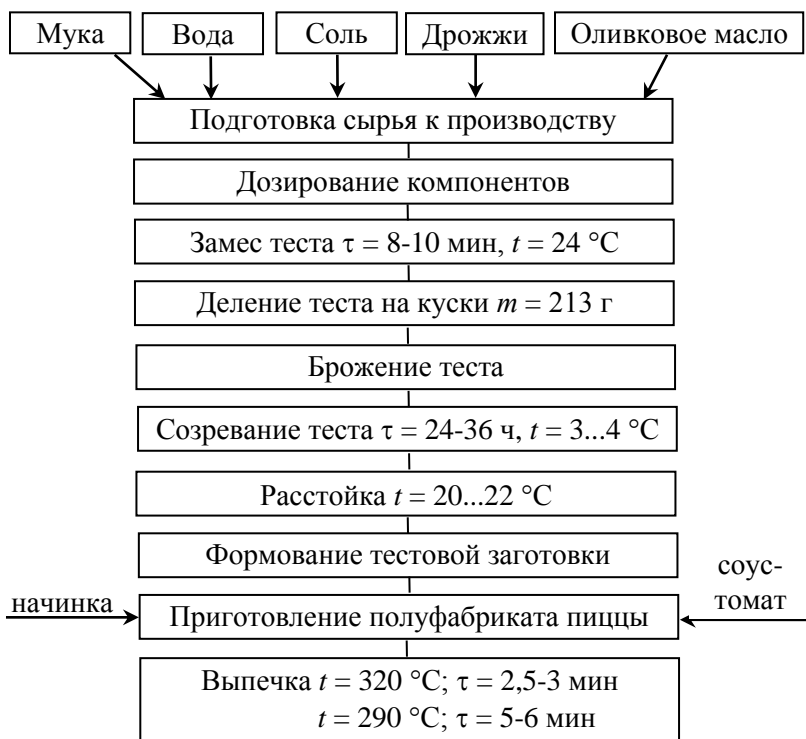 Мука
Вода
Соль
Дрожжи
Оливковое масло
Подготовка сырья к производству
Дозирование компонентов
Замес теста τ = 8-10 мин, t = 24 °С
Деление теста на куски m = 213 г
Брожение теста
Созревание теста τ = 24-36 ч, t = 3...4 °С
Расстойка t = 20...22 °С
Формование тестовой заготовки
начинка
Приготовление полуфабриката пиццы
соус-
томат
Выпечка t = 320 °С; τ = 2,5-3 мин
t = 290 °С; τ = 5-6 мин